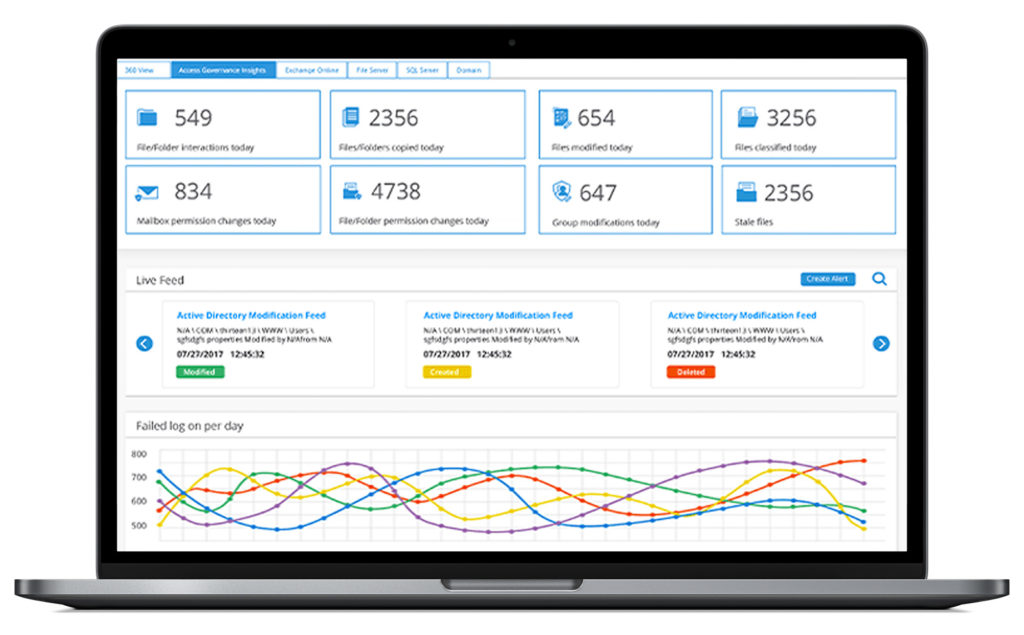 360 View Access Governance Insights Exchange Online File Server SQL Server Domain
549 2356 654 3256
File/Folder interactions today Files/Folders copied today Files modified today Files classified today
834 4738 647 2356
Mailbox permission changes today File/Folder permission changes today Group modifications today Stale files
Live Feed Create Alert
Active Directory Modification Feed Active Directory Modification Feed Active Directory Modification Feed
N/A \ COM \ thirteen13 \ WWW \ Users \ N/A \ COM \ thirteen13 \ WWW \ Users \ N/A \ COM \ thirteen13 \ WWW \ Users \
sgfsdgfs properties Modified by N/Afrom N/A sgfsdgfs properties Modified by N/Afrom N/A sgfsdgfs properties Modified by N/Afrom N/A
07/27/2017 12:45:32 07/27/2017 12:45:32 07/27/2017 12:45:32
Modified Created Deleted
Failed log on per day
800
700
600
500